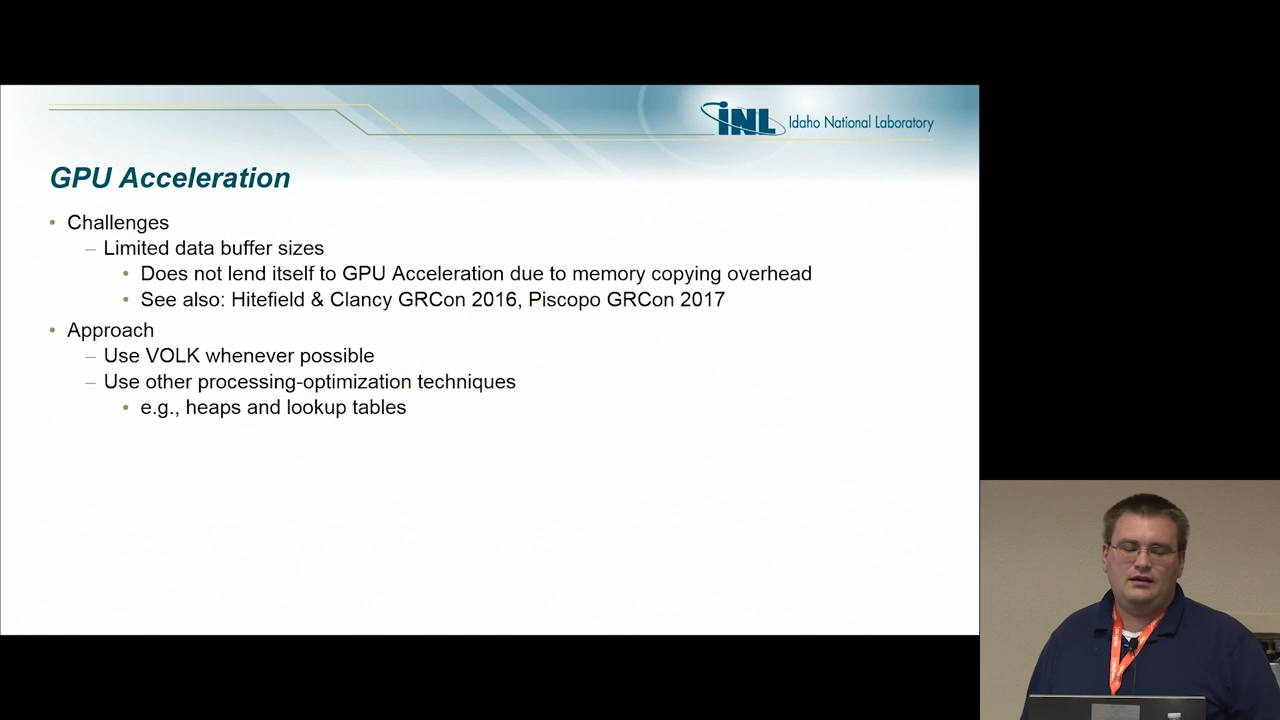 INL Idaho National Laboratory
GPU Acceleration
• Challenges
– Limited data buffer sizes
• Does not lend itself to GPU Acceleration due to memory copying overhead
• See also: Hitefield & Clancy GRCon 2016, Piscopo GRCon 2017
• Approach
– Use VOLK whenever possible
– Use other processing-optimization techniques
• e.g., heaps and lookup tables